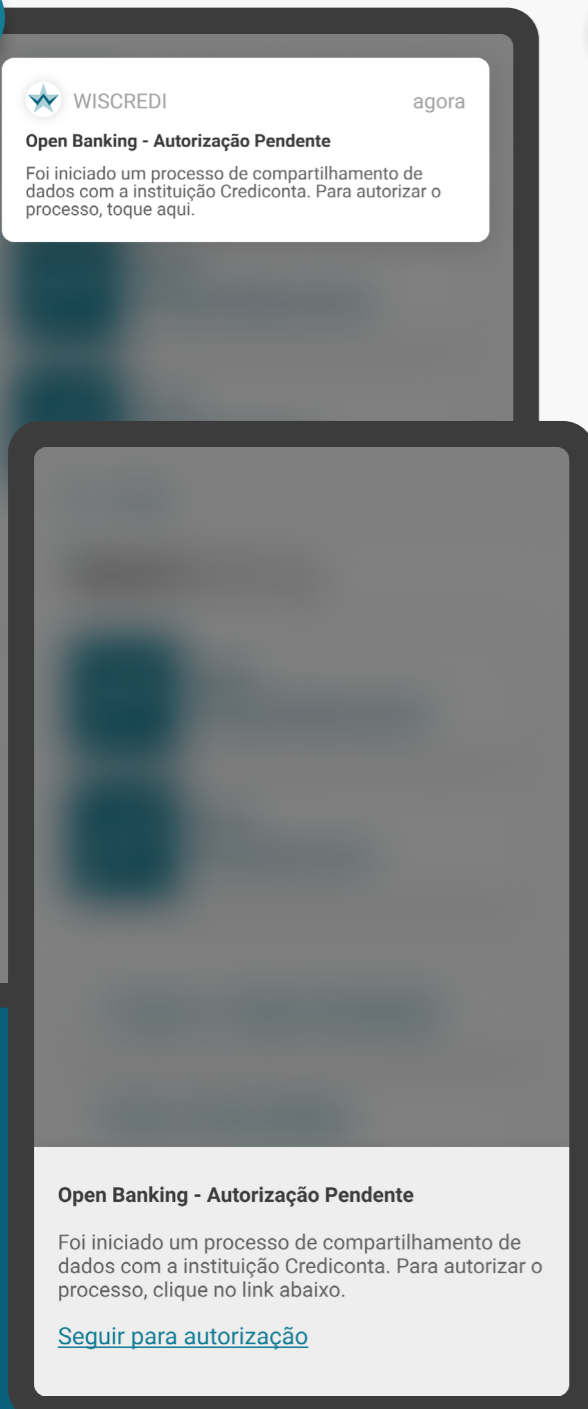 WISCREDI agora
Open Banking - Autorização Pendente
Foi iniciado um processo de compartilhamento de
dados com a instituição Crediconta. Para autorizar o
processo, toque aqui.
Open Banking - Autorização Pendente
Foi iniciado um processo de compartilhamento de
dados com a instituição Crediconta. Para autorizar o
processo, clique no link abaixo.
Seguir para autorização